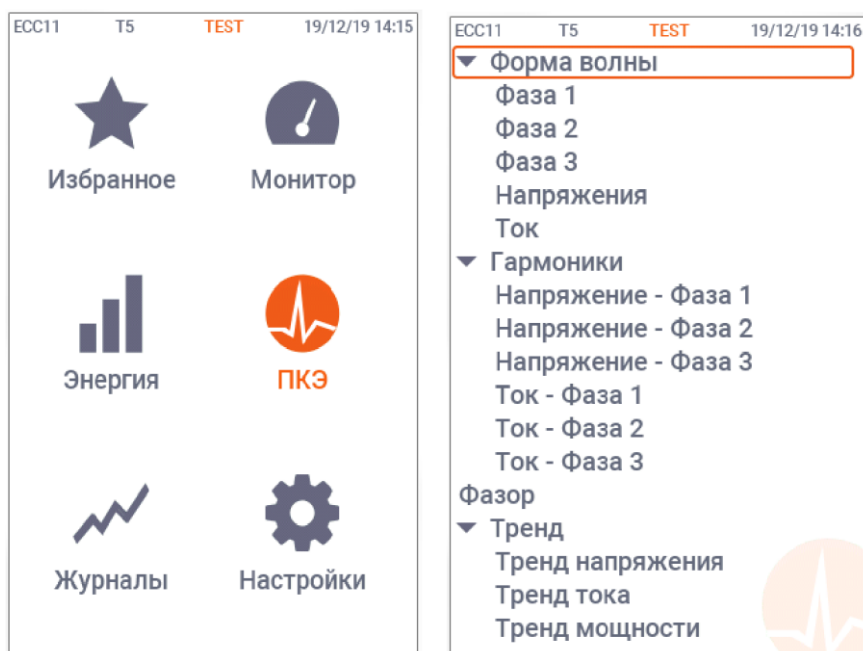 ECC11 T5 TEST 19/12/19 14:15
Избранное Монитор
Энергия ПКЭ
Журналы Настройки
ECC11 T5 TEST 19/12/19 14:16
Форма волны
Фаза 1
Фаза 2
Фаза 3
Напряжения
Ток
Гармоники
Напряжение - Фаза 1
Напряжение - Фаза 2
Напряжение - Фаза 3
Ток - Фаза 1
Ток - Фаза 2
Ток - Фаза 3
Фазор
Тренд
Тренд напряжения
Тренд тока
Тренд мощности